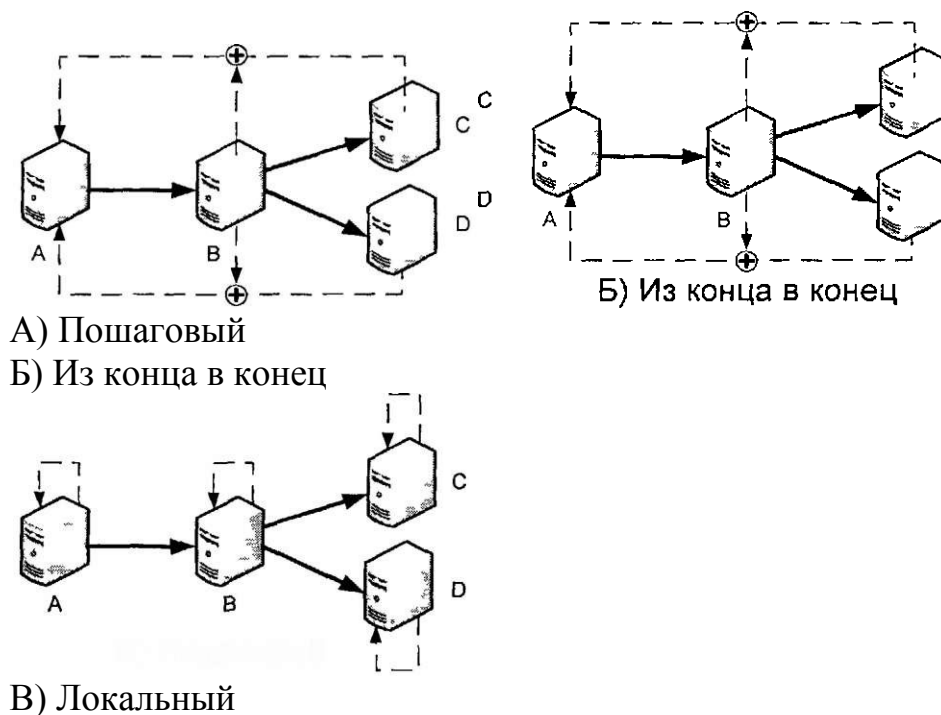 C
C
D
D
A
B
A
B
Б) Из конца в конец
А) Пошаговый
Б) Из конца в конец
C
D
A
B
В) Локальный